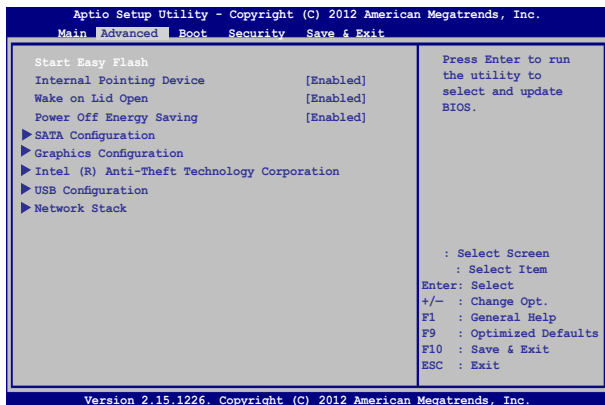 Aptio Setup Utility - Copyright (C) 2012 American Megatrends, Inc.
Main Advanced Boot Security Save & Exit
Start Easy Flash
Internal Pointing Device [Enabled]
Wake on Lid Open [Enabled]
Power Off Energy Saving [Enabled]
SATA Configuration
Graphics Configuration
Intel (R) Anti-Theft Technology Corporation
USB Configuration
Network Stack
Press Enter to run
the utility to
select and update
BIOS.
: Select Screen
: Select Item
Enter: Select
+/— : Change Opt.
F1 : General Help
F9 : Optimized Defaults
F10 : Save & Exit
ESC : Exit
Version 2.15.1226. Copyright (C) 2012 American Megatrends, Inc.